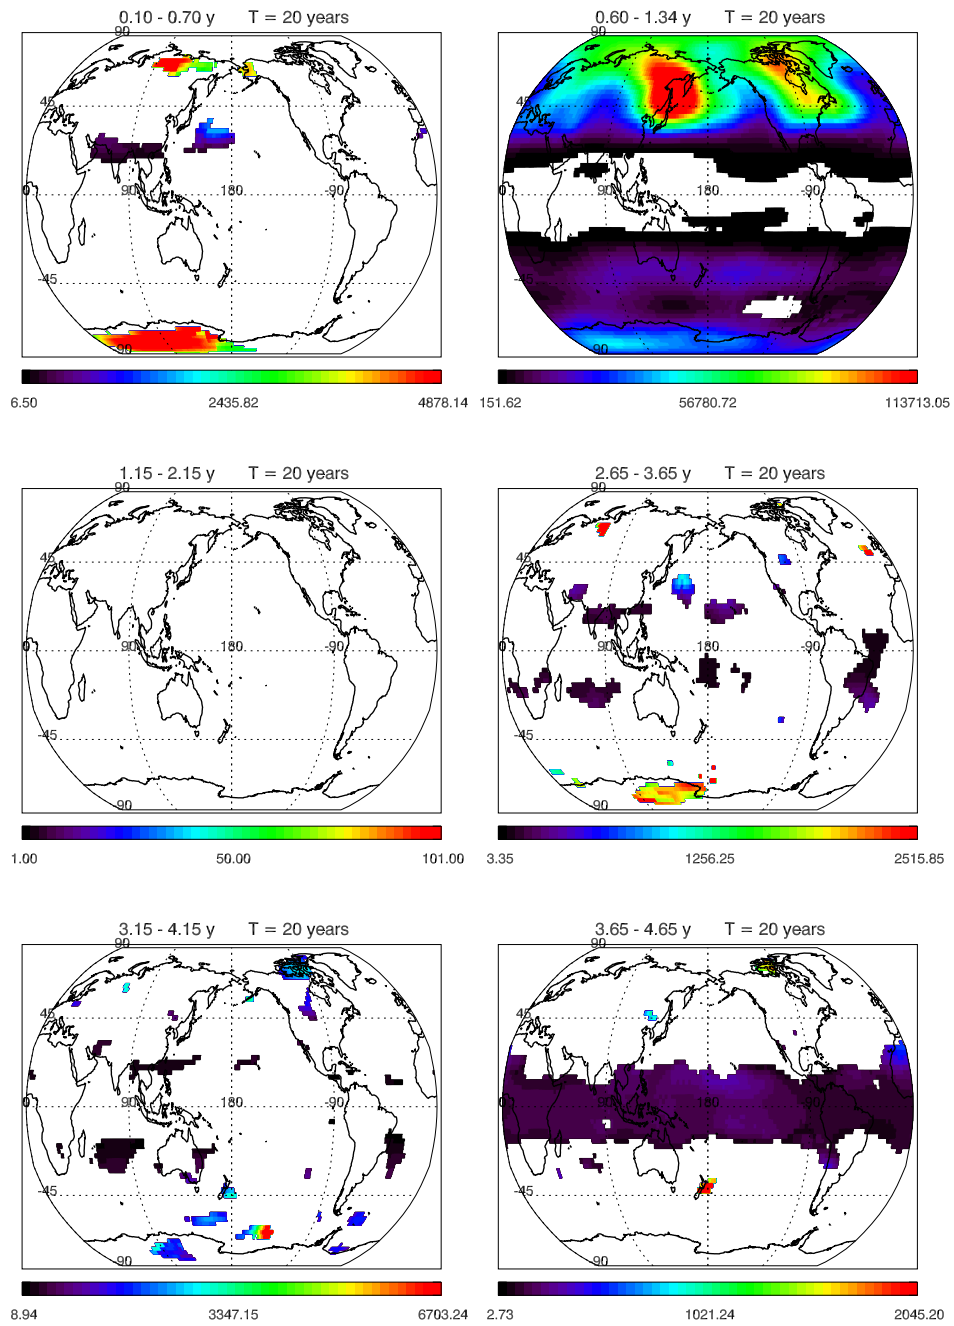 0.10 - 0.70 y T = 20 years
90
45
0 90 180 -90
-45
-90
6.50 2435.82 4878.14
0.60 - 1.34 y T = 20 years
90
45
0 90 180 -90
-45
-90
151.62 56780.72 113713.05
1.15 - 2.15 y T = 20 years
90
45
0 90 180 -90
-45
-90
1.00 50.00 101.00
2.65 - 3.65 y T = 20 years
90
45
0 90 180 -90
-45
-90
3.35 1256.25 2515.85
3.15 - 4.15 y T = 20 years
90
45
0 90 180 -90
-45
-90
8.94 3347.15 6703.24
3.65 - 4.65 y T = 20 years
90
45
0 90 180 -90
-45
-90
2.73 1021.24 2045.20